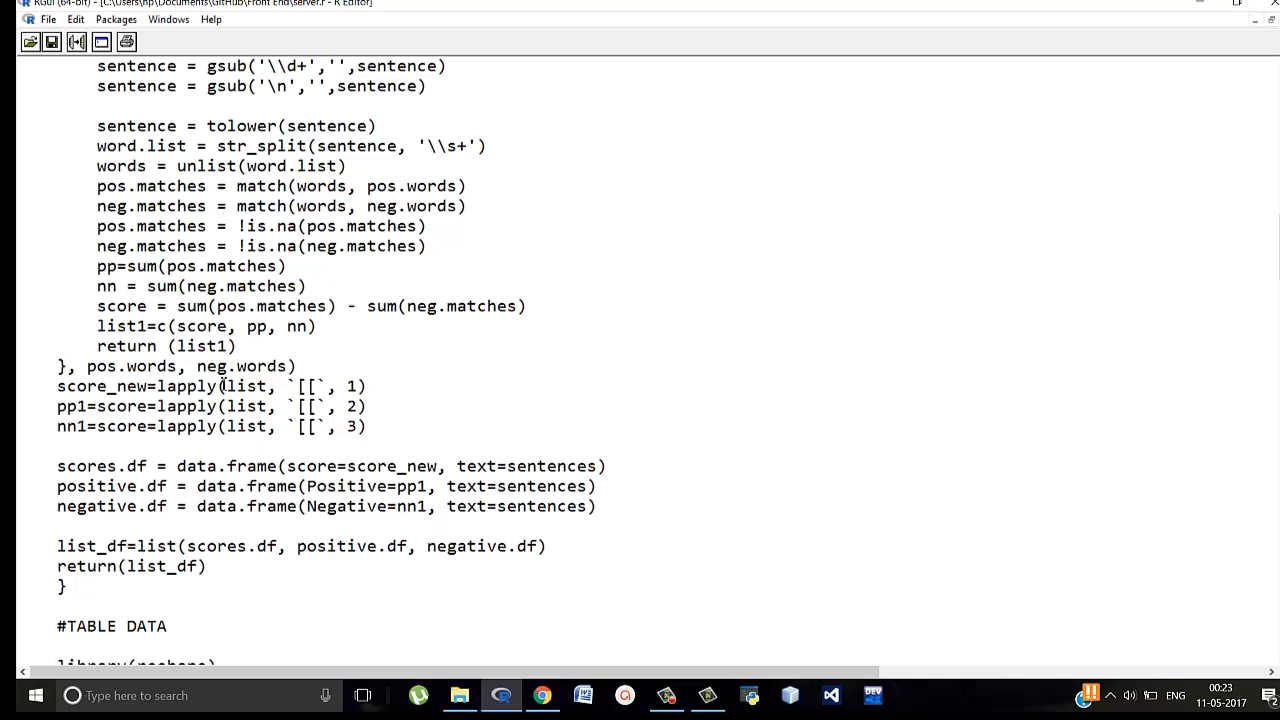 RGui (64-bit) - [C:\Users\hp\Documents\GitHub\Front End\server.r - R Editor]
File Edit Packages Windows Help
sentence = gsub('\\d+','',sentence)
sentence = gsub('\n','',sentence)
sentence = tolower(sentence)
word.list = str_split(sentence, '\\s+')
words = unlist(word.list)
pos.matches = match(words, pos.words)
neg.matches = match(words, neg.words)
pos.matches = !is.na(pos.matches)
neg.matches = !is.na(neg.matches)
pp=sum(pos.matches)
nn = sum(neg.matches)
score = sum(pos.matches) - sum(neg.matches)
list1=c(score, pp, nn)
return (list1)
}, pos.words, neg.words)
score_new=lapply(list, `[[`, 1)
pp1=score=lapply(list, `[[`, 2)
nn1=score=lapply(list, `[[`, 3)
scores.df = data.frame(score=score_new, text=sentences)
positive.df = data.frame(Positive=pp1, text=sentences)
negative.df = data.frame(Negative=nn1, text=sentences)
list_df=list(scores.df, positive.df, negative.df)
return(list_df)
}
#TABLE DATA
library(reshape)
Type here to search
DEV
ENG
00:23
11-05-2017
2